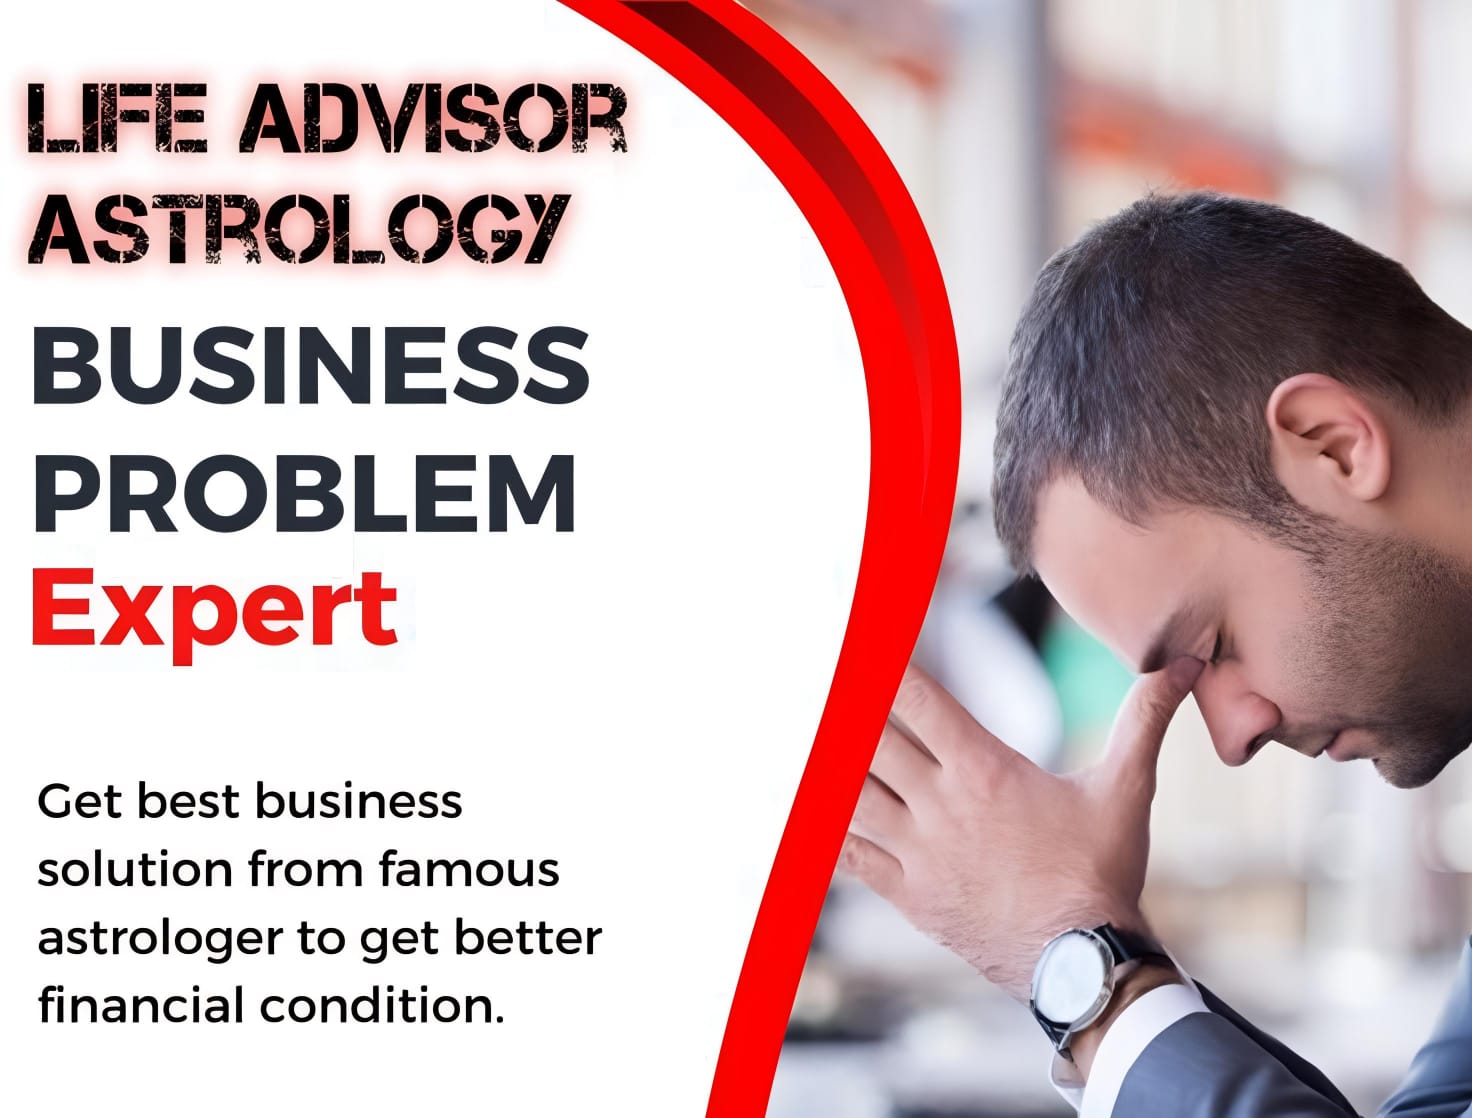 LIFE ADVISOR
ASTROLOGY
BUSINESS
PROBLEM
Expert
Get best business
solution from famous
astrologer to get better
financial condition.